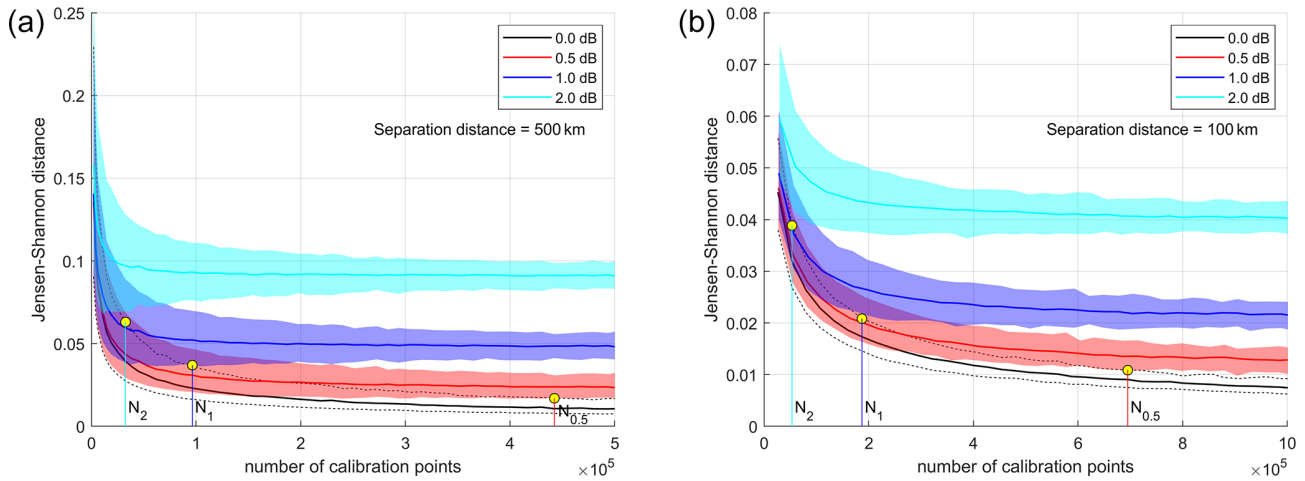 (a)
0.25
0.2
0.15
0.1
0.05
0
Jensen-Shannon distance
0.0 dB
0.5 dB
1.0 dB
2.0 dB
Separation distance = 500 km
N2
N1
N0.5
0 1 2 3 4 5
number of calibration points
×10^5
(b)
0.08
0.07
0.06
0.05
0.04
0.03
0.02
0.01
0
Jensen-Shannon distance
0.0 dB
0.5 dB
1.0 dB
2.0 dB
Separation distance = 100 km
N2
N1
N0.5
0 2 4 6 8 10
number of calibration points
×10^5